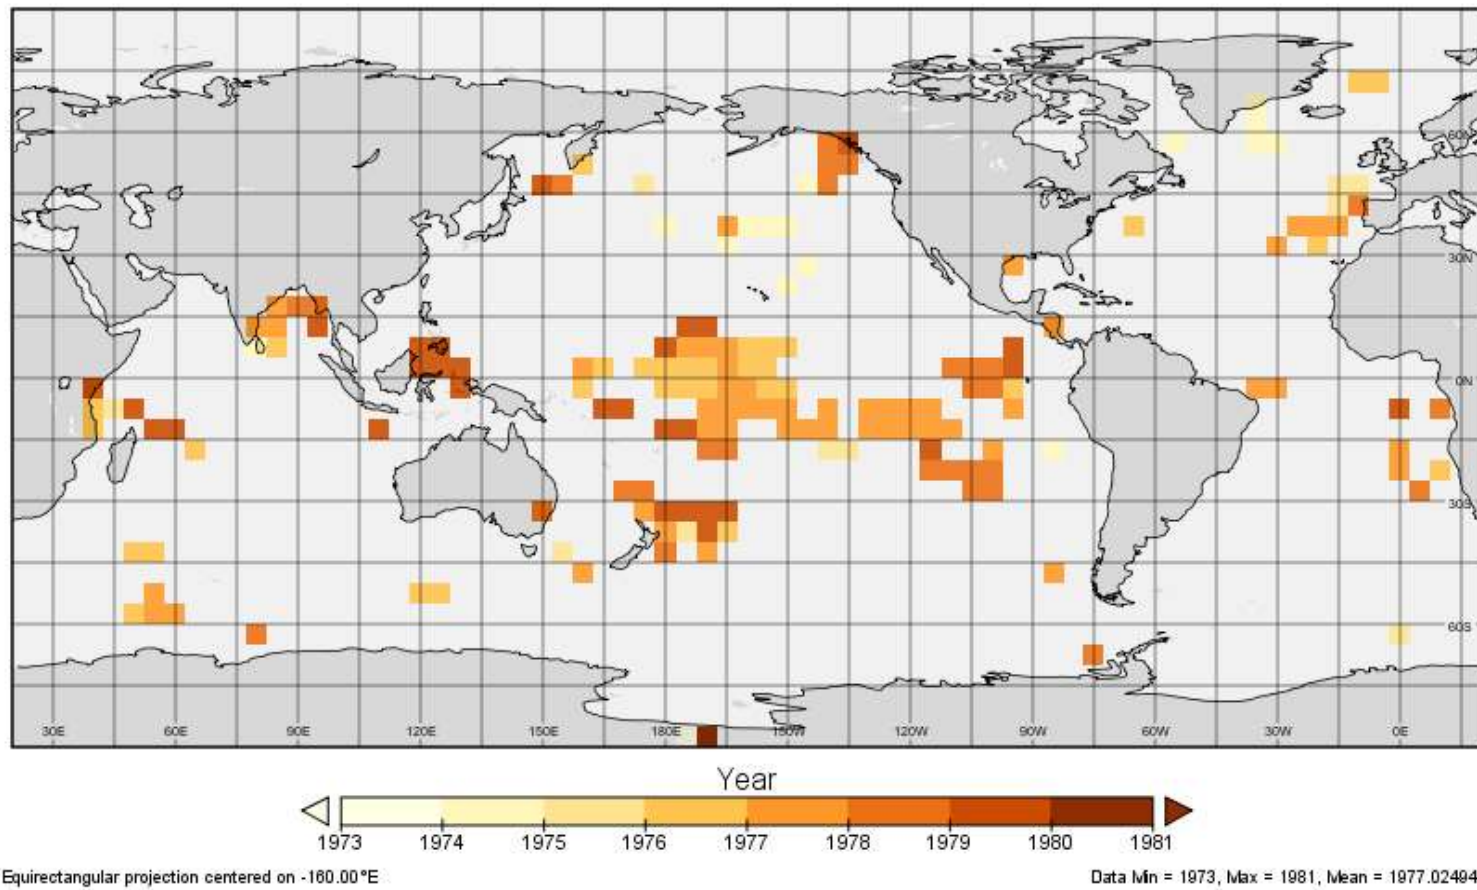 60N
30N
0N
30S
60S
30E 60E 90E 120E 150E 180E 150W 120W 90W 60W 30W 0E
Year
1973 1974 1975 1976 1977 1978 1979 1980 1981
Equirectangular projection centered on -160.00°E Data Min = 1973, Max = 1981, Mean = 1977.02494